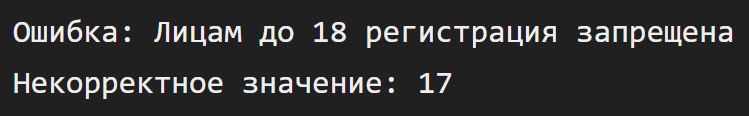 Ошибка: Лицам до 18 регистрация запрещена
Некорректное значение: 17